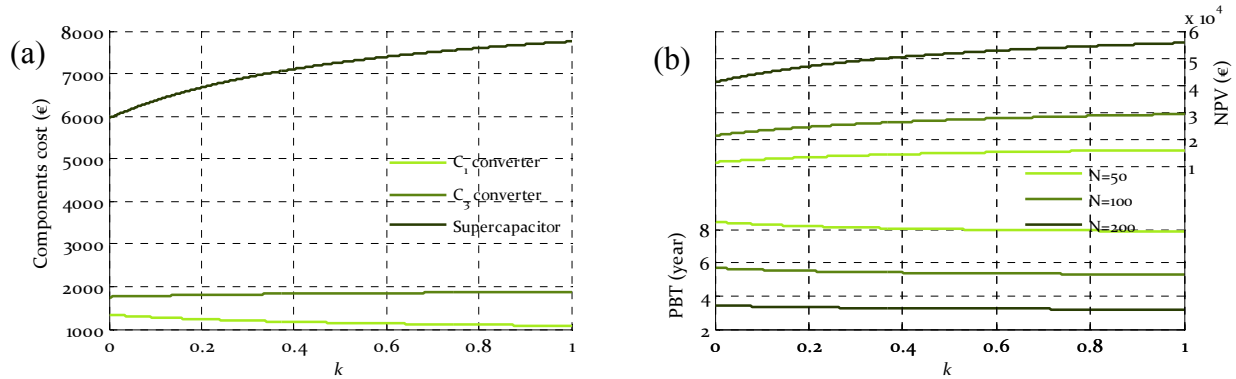 (a)
Components cost (€)
8000
7000
6000
5000
4000
3000
2000
1000
0
0.2
0.4
0.6
0.8
1
k
C1 converter
C3 converter
Supercapacitor
(b)
x 10^4
NPV (€)
6
5
4
3
2
1
PBT (year)
8
6
4
2
0
0.2
0.4
0.6
0.8
1
k
N=50
N=100
N=200